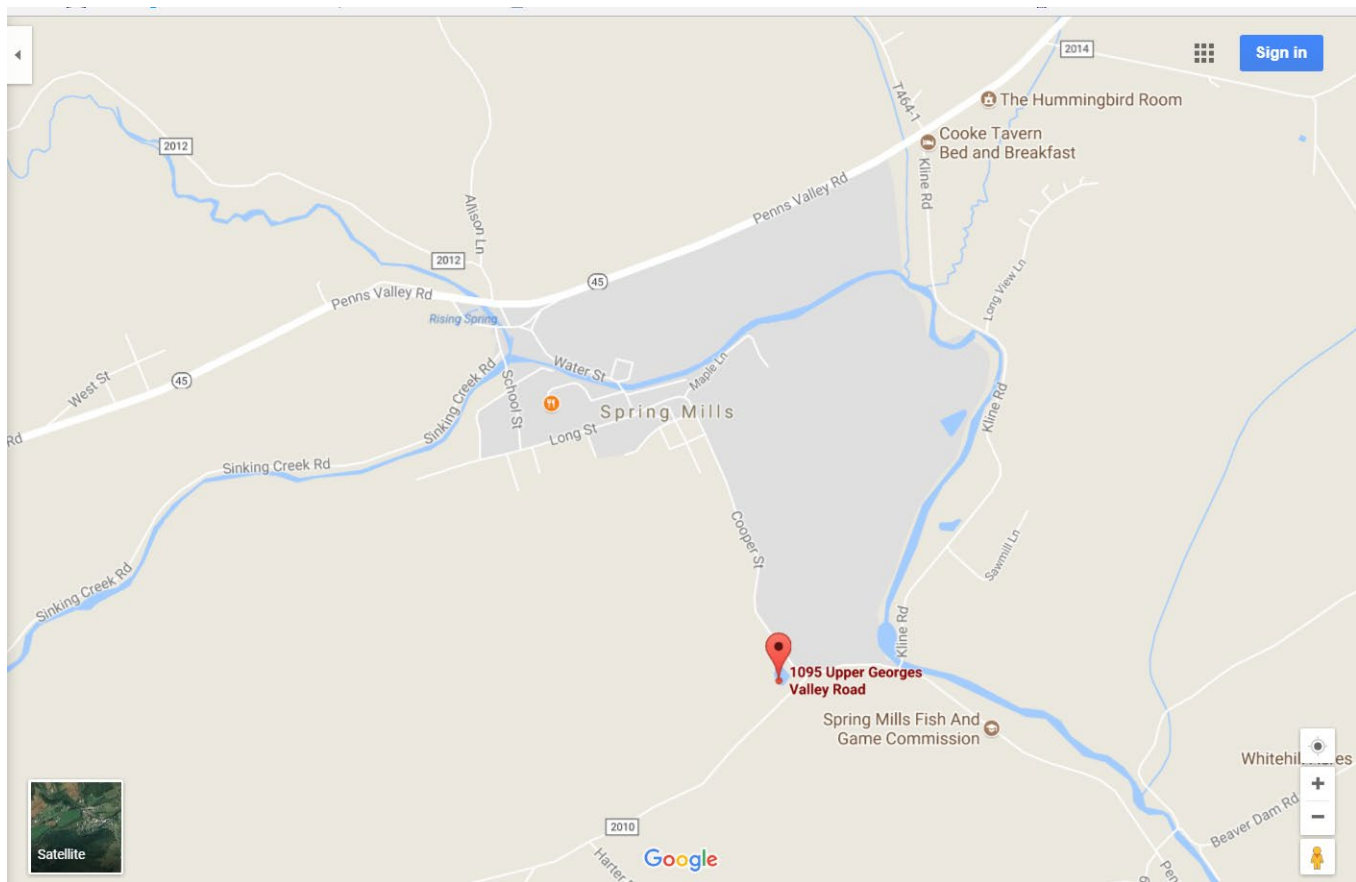 2014
Sign in
The Hummingbird Room
T464-1
Cooke Tavern
Bed and Breakfast
2012
Kline Rd
Penns Valley Rd
Allison Ln
2012
45
Long View Ln
Penns Valley Rd
Rising Spring
Water St
Maple Ln
45
West St
Sinking Creek Rd
School St
Spring Mills
Kline Rd
Long St
Rd
Sinking Creek Rd
Cooper St
Sawmill Ln
Sinking Creek Rd
Kline Rd
1095 Upper Georges
Valley Road
Spring Mills Fish And
Game Commission
Beaver Dam Rd
2010
Satellite
Google